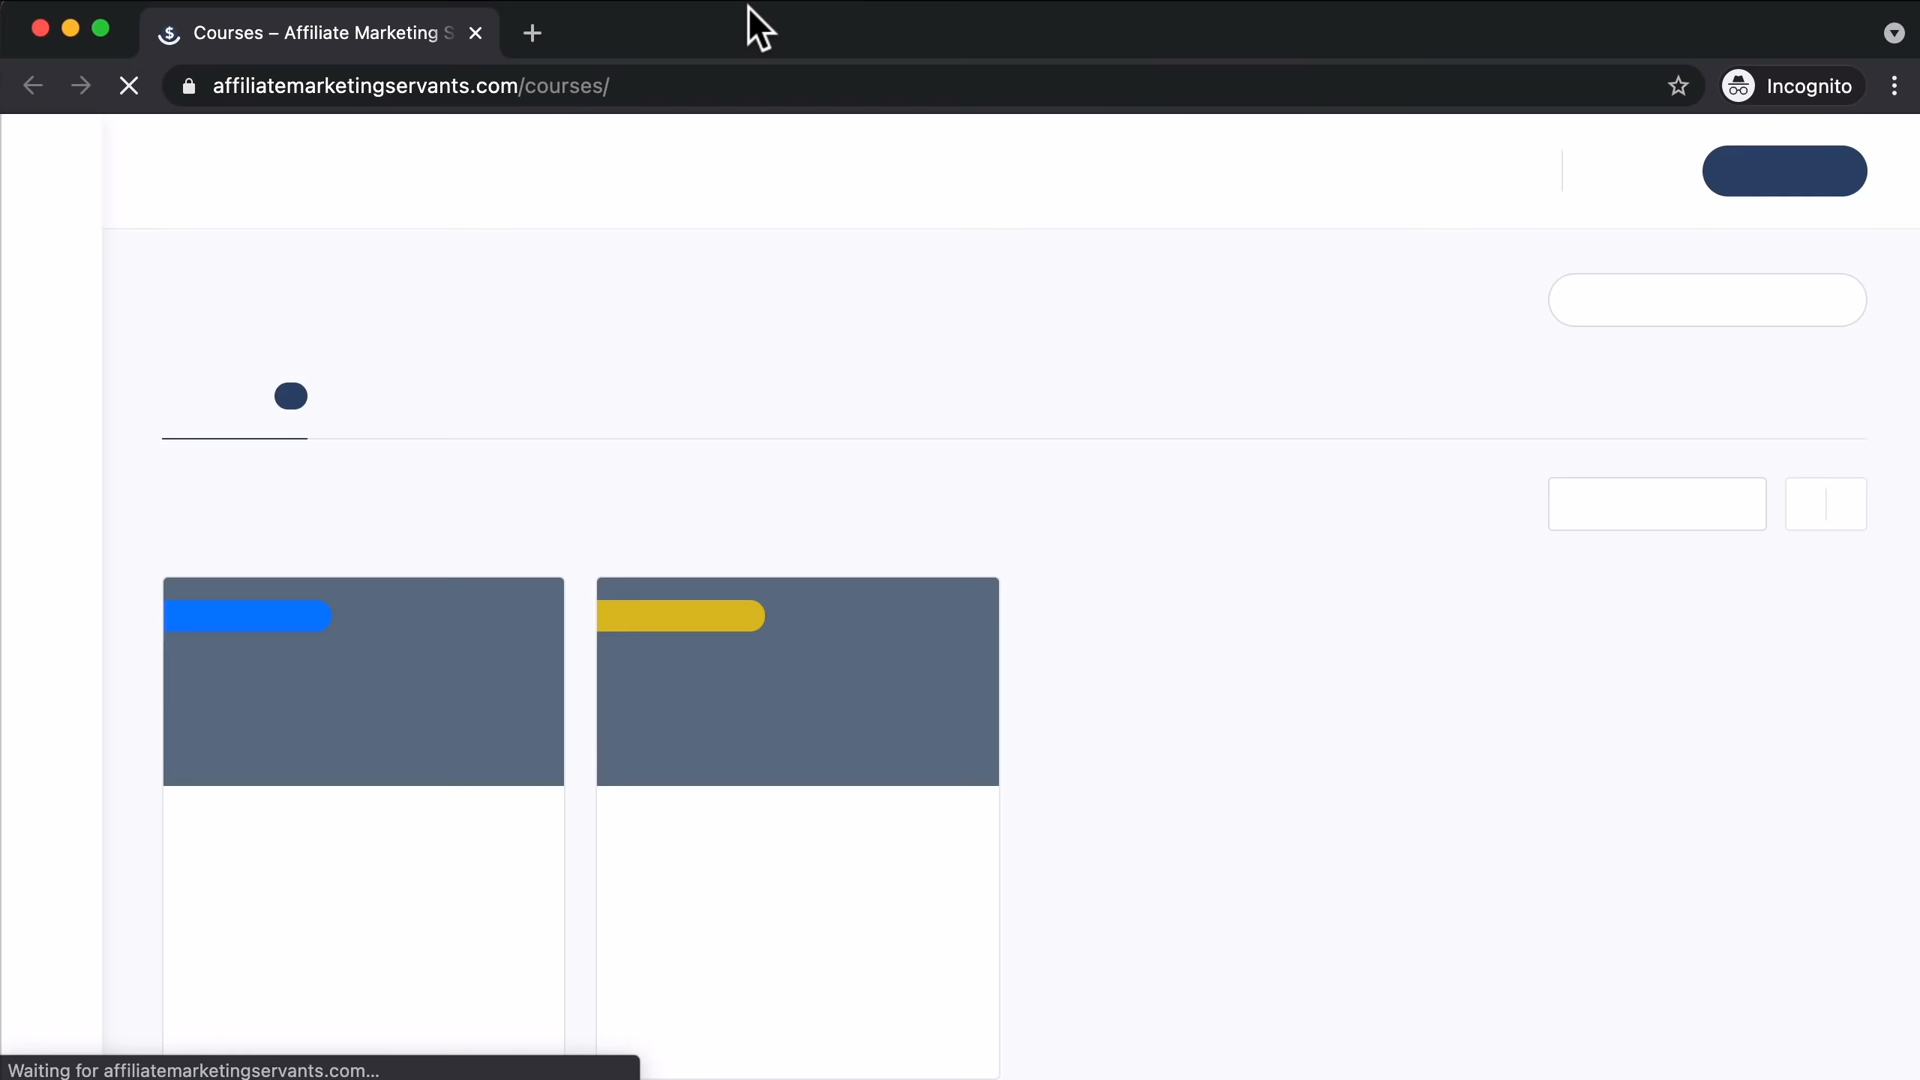 Courses – Affiliate Marketing S
affiliatemarketingservants.com/courses/
Incognito
Waiting for affiliatemarketingservants.com...